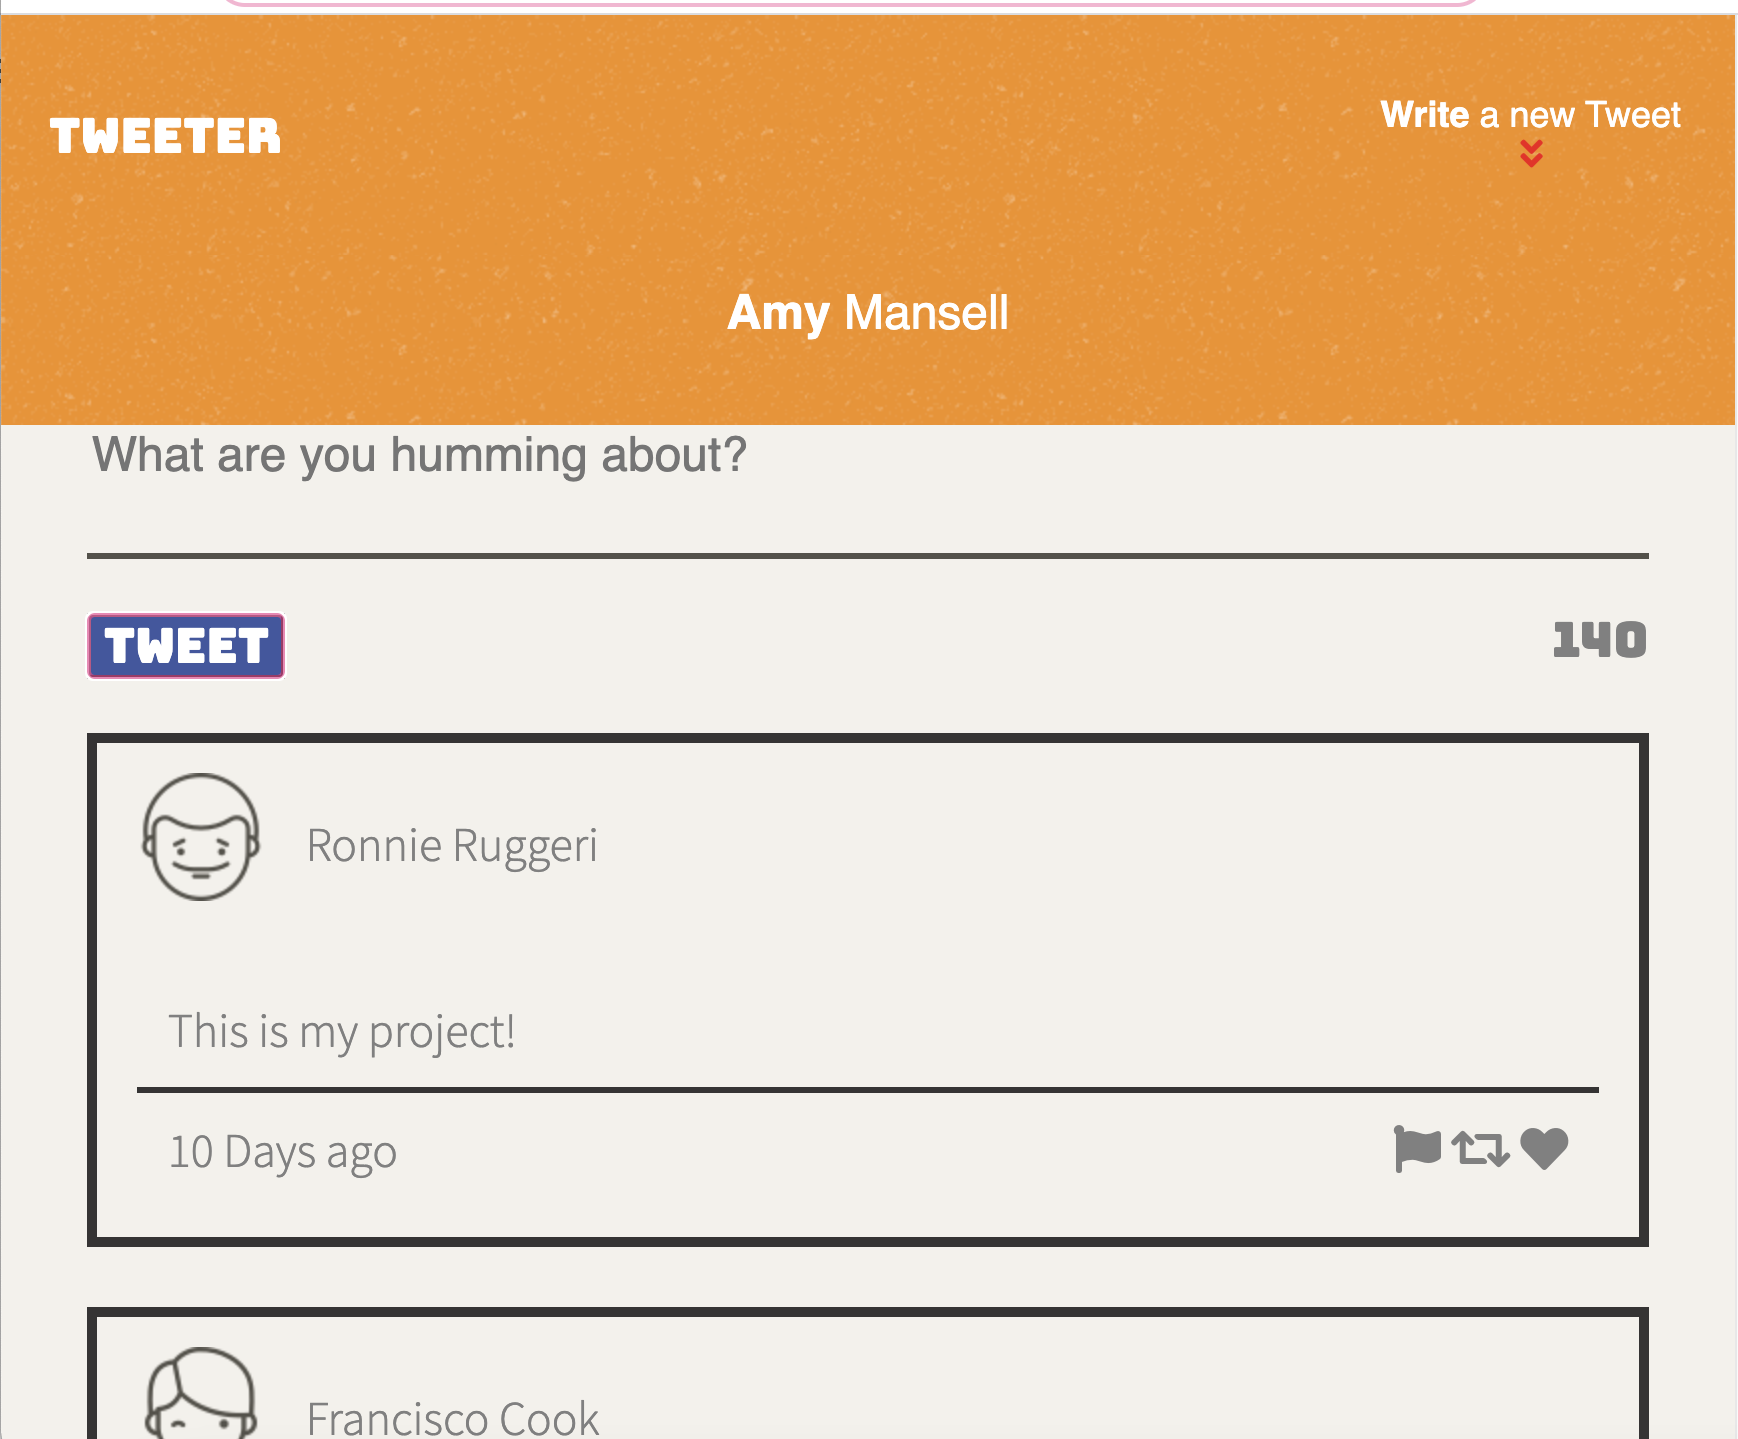 TWEETER
Write a new Tweet
Amy Mansell
What are you humming about?
TWEET
140
Ronnie Ruggeri
This is my project!
10 Days ago
Francisco Cook